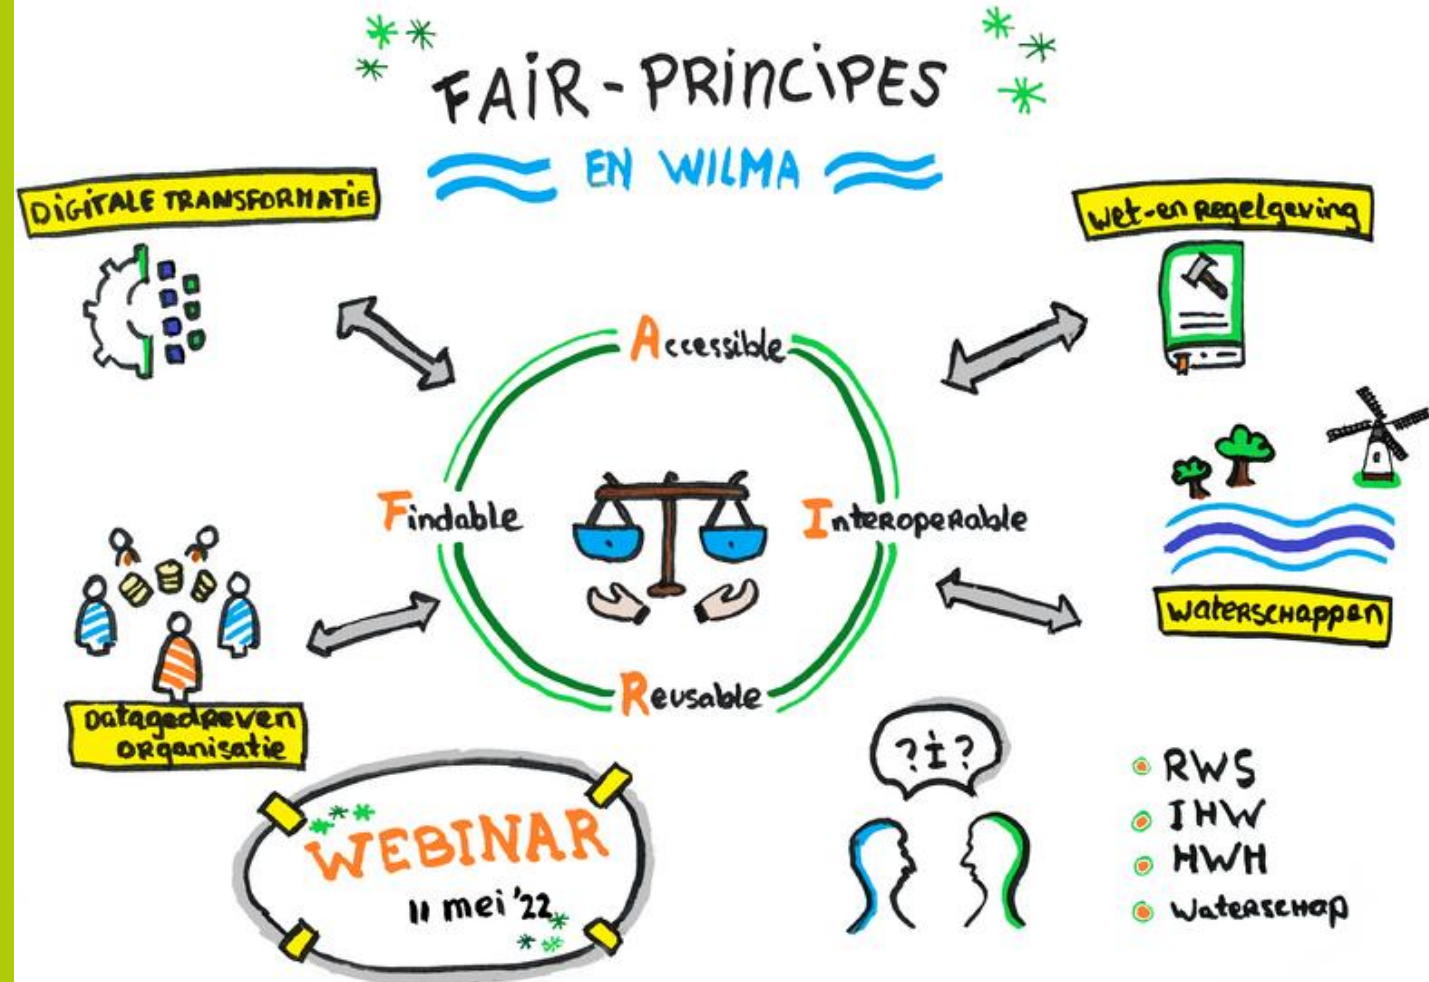 FAIR-PRINCIPES
EN WILMA
DIGITALE TRANSFORMATIE
Wet-en Regelgeving
Accessible
Findable
Interoperable
Reusable
Waterschappen
Datagedreven
organisatie
WEBINAR
11 mei '22
? i ?
RWS
IHW
HWH
Waterschap